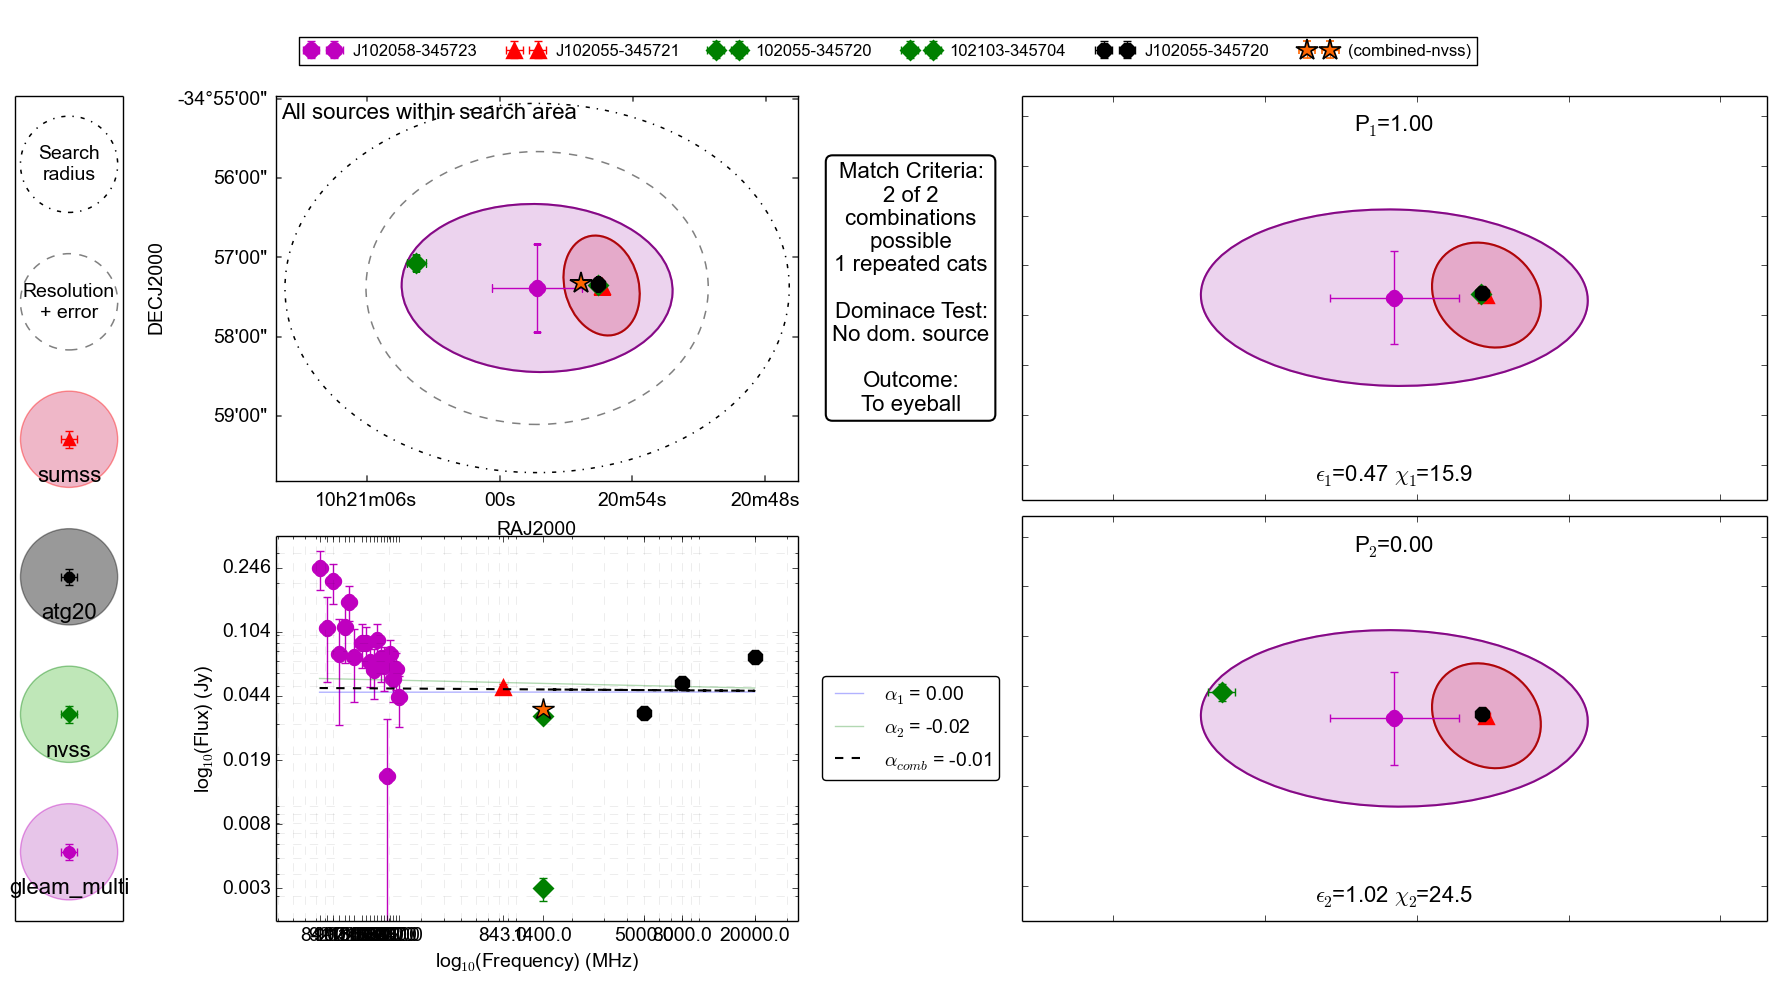 J102058-345723 J102055-345721 102055-345720 102103-345704 J102055-345720 (combined-nvss)
Search
radius
Resolution
+ error
sumss
atg20
nvss
gleam_multi
All sources within search area
-34°55'00"
56'00"
57'00"
58'00"
59'00"
DECJ2000
10h21m06s 00s 20m54s 20m48s
RAJ2000
Match Criteria:
2 of 2
combinations
possible
1 repeated cats
Dominace Test:
No dom. source
Outcome:
To eyeball
P1=1.00
ϵ1=0.47 χ1=15.9
0.246
0.104
0.044
0.019
0.008
0.003
log10(Flux) (Jy)
843.0 1400.0 5000.0 8000.0 20000.0
log10(Frequency) (MHz)
α1 = 0.00
α2 = -0.02
αcomb = -0.01
P2=0.00
ϵ2=1.02 χ2=24.5